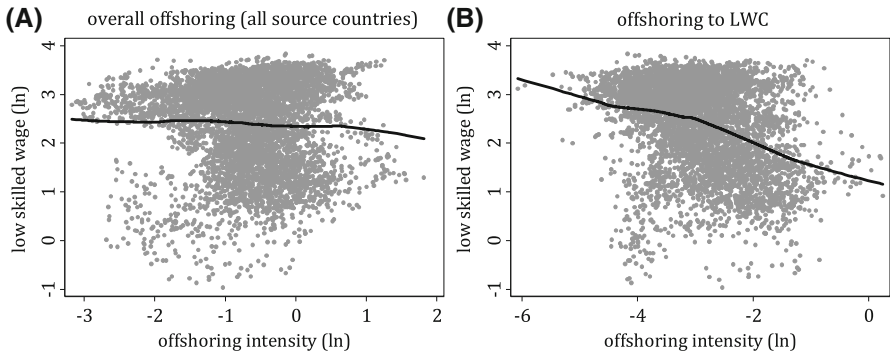 (A) overall offshoring (all source countries)
low skilled wage (ln)
4
3
2
1
0
-1
-3 -2 -1 0 1 2
offshoring intensity (ln)
(B) offshoring to LWC
low skilled wage (ln)
4
3
2
1
0
-1
-6 -4 -2 0
offshoring intensity (ln)